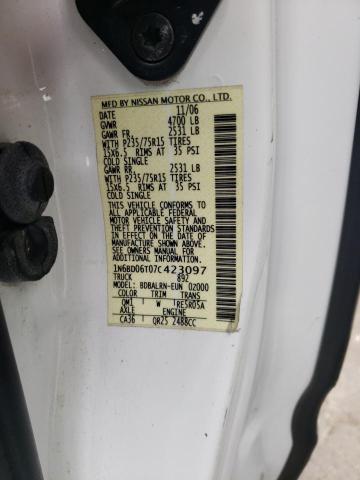 MFD BY NISSAN MOTOR CO., LTD.
DATE 11/06
GVWR 4700 LB
GAWR FR. 2531 LB
WITH P235/75R15 TIRES
15X6.5 RIMS AT 35 PSI
COLD SINGLE
GAWR RR. 2531 LB
WITH P235/75R15 TIRES
15X6.5 RIMS AT 35 PSI
COLD SINGLE
THIS VEHICLE CONFORMS TO ALL
APPLICABLE FEDERAL
MOTOR VEHICLE SAFETY AND
THEFT PREVENTION STANDARDS
IN EFFECT ON THE DATE OF
MANUFACTURE SHOWN ABOVE.
SEE OWNERS MANUAL FOR
ADDITIONAL INFORMATION
1N6BD06T07C423097
TRUCK 892
MODEL: BDBALRN-EUN 02000
COLOR TRIM TRANS
QM1 W RE5R05A
AXLE ENGINE
CA36 QR25 2488CC